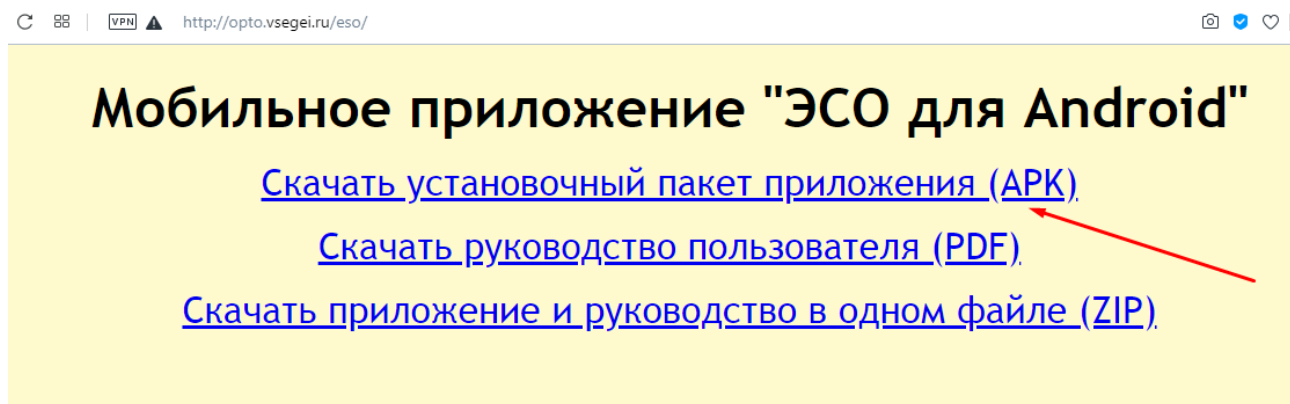 VPN http://opto.vsegei.ru/eso/
Мобильное приложение "ЭСО для Android"
Скачать установочный пакет приложения (APK)
Скачать руководство пользователя (PDF)
Скачать приложение и руководство в одном файле (ZIP)